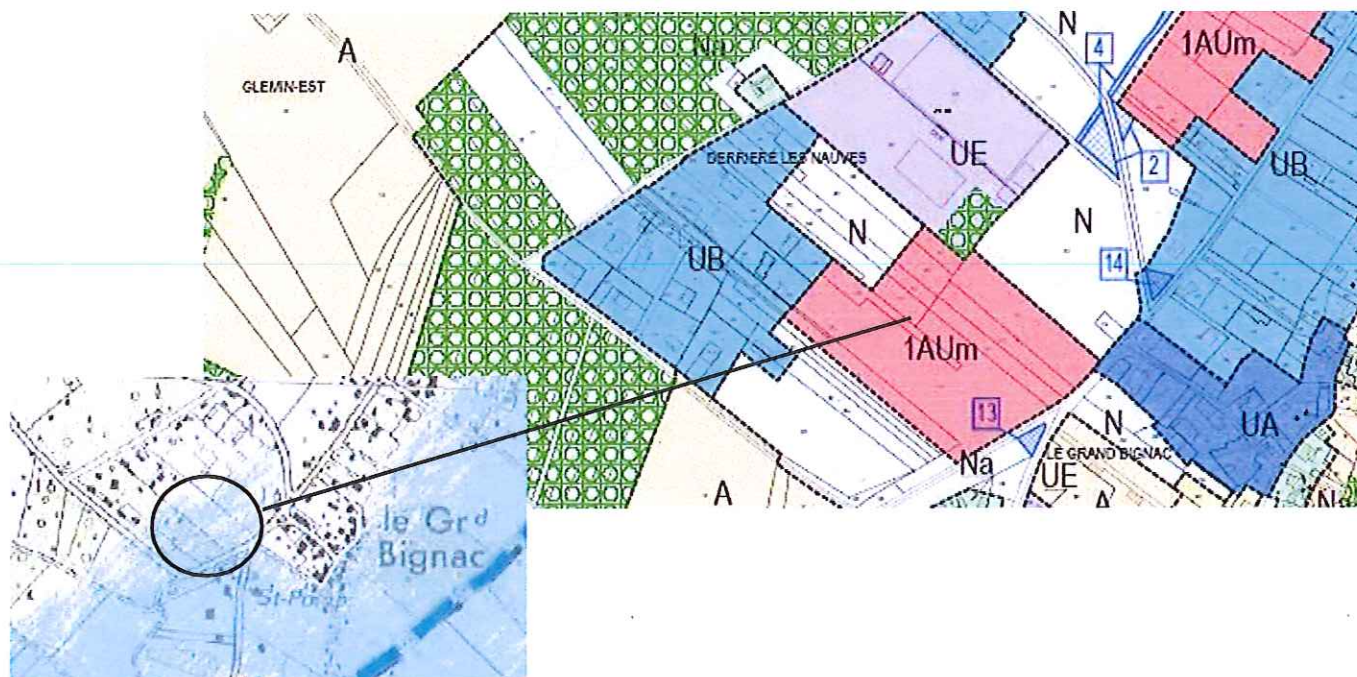 A
GLEMIN-EST
Na
N
4
1AUm
DERRIERE LES NAUVES
UE
2
UB
N
N
UB
14
1AUm
13
N
UA
Na
LE GRAND BIGNAC
UE
A
A
Na
le Grd
Bignac